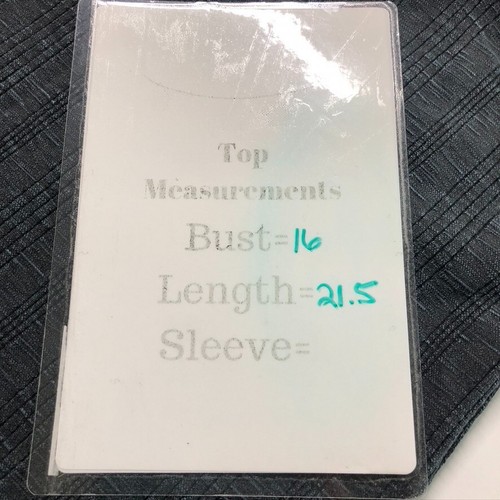 Top
Measurements
Bust=16
Length=21.5
Sleeve=